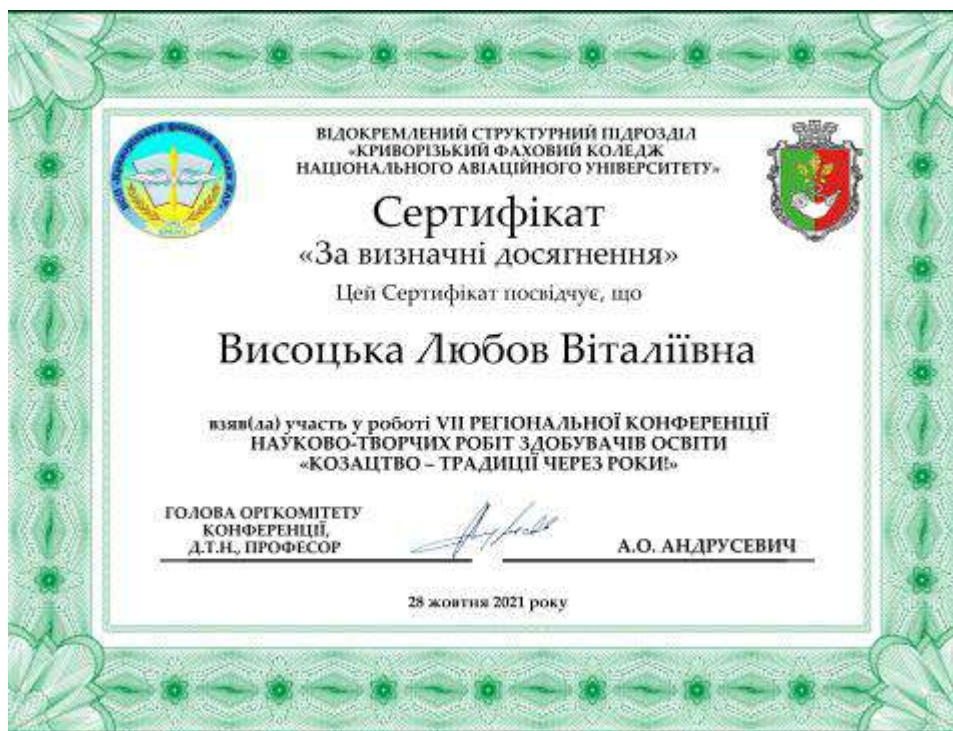 ВІДОКРЕМЛЕНИЙ СТРУКТУРНИЙ ПІДРОЗДІЛ
«КРИВОРІЗЬКИЙ ФАХОВИЙ КОЛЕДЖ
НАЦІОНАЛЬНОГО АВІАЦІЙНОГО УНІВЕРСИТЕТУ»
Сертифікат
«За визначні досягнення»
Цей Сертифікат посвідчує, що
Висоцька Любов Віталіївна
взяв(ла) участь у роботі VII РЕГІОНАЛЬНОЇ КОНФЕРЕНЦІЇ
НАУКОВО-ТВОРЧИХ РОБІТ ЗДОБУВАЧІВ ОСВІТИ
«КОЗАЦТВО – ТРАДИЦІЇ ЧЕРЕЗ РОКИ!»
ГОЛОВА ОРГКОМІТЕТУ
КОНФЕРЕНЦІЇ,
Д.Т.Н., ПРОФЕСОР
А.О. АНДРУСЕВИЧ
28 жовтня 2021 року